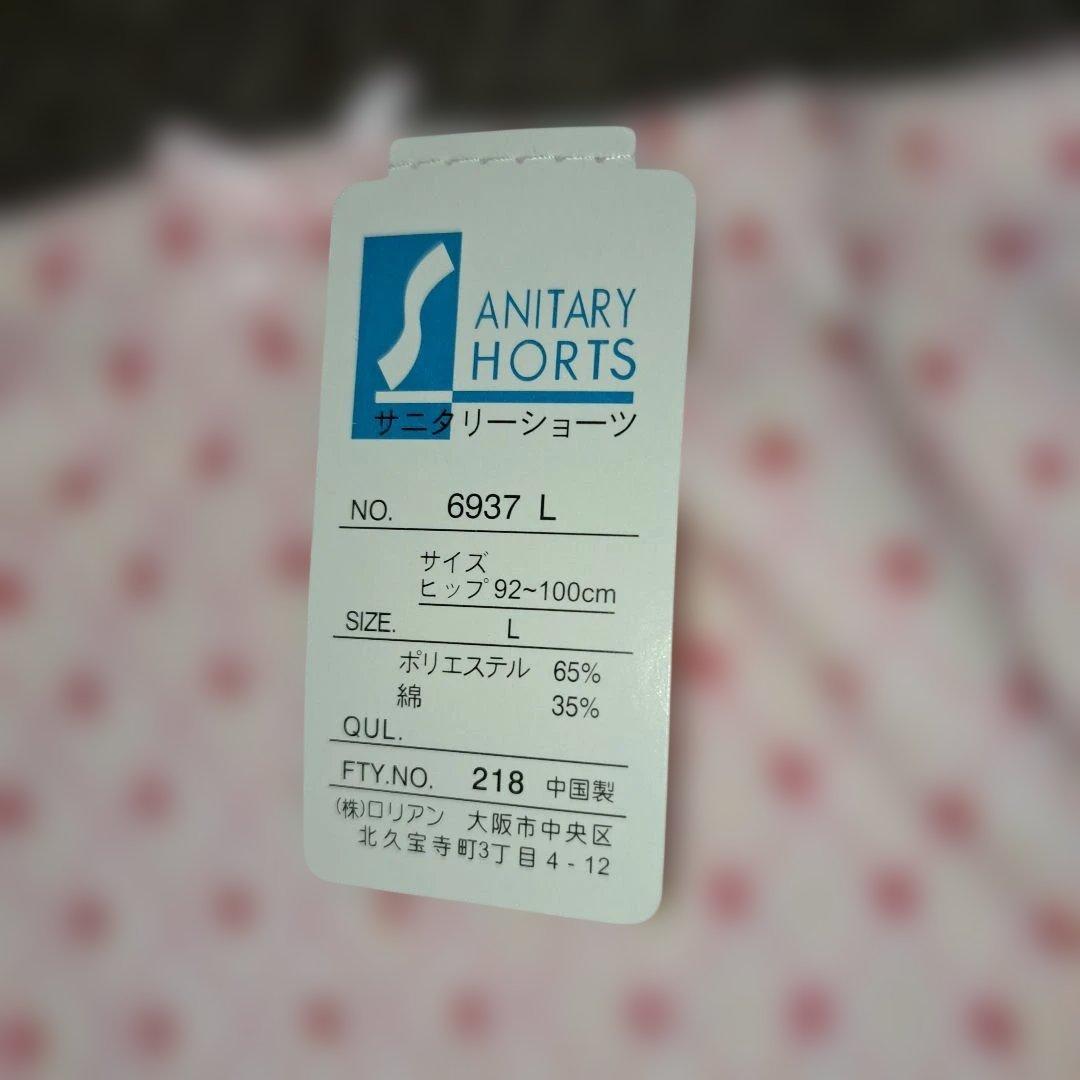 SANITARY
SHORTS
サニタリーショーツ
NO. 6937 L
サイズ
ヒップ 92~100cm
SIZE. L
ポリエステル 65%
綿 35%
QUL.
FTY.NO. 218 中国製
(株)ロリアン 大阪市中央区
北久宝寺町3丁目4-12